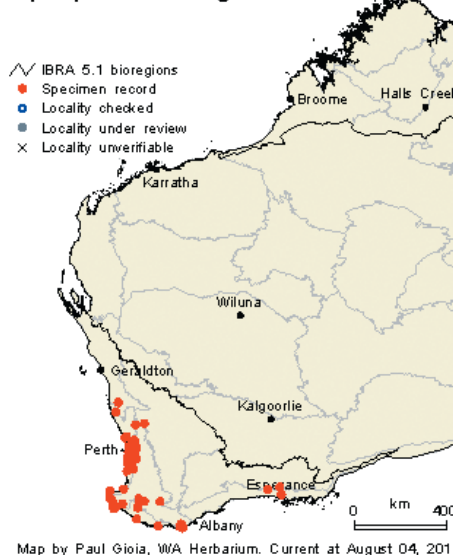 IBRA 5.1 bioregions
Specimen record
Locality checked
Locality under review
Locality unverifiable
Broome
Halls Creek
Karratha
Wiluna
Geraldton
Kalgoorlie
Perth
Esperance
Albany
km
0 400
Map by Paul Gioia, WA Herbarium. Current at August 04, 201